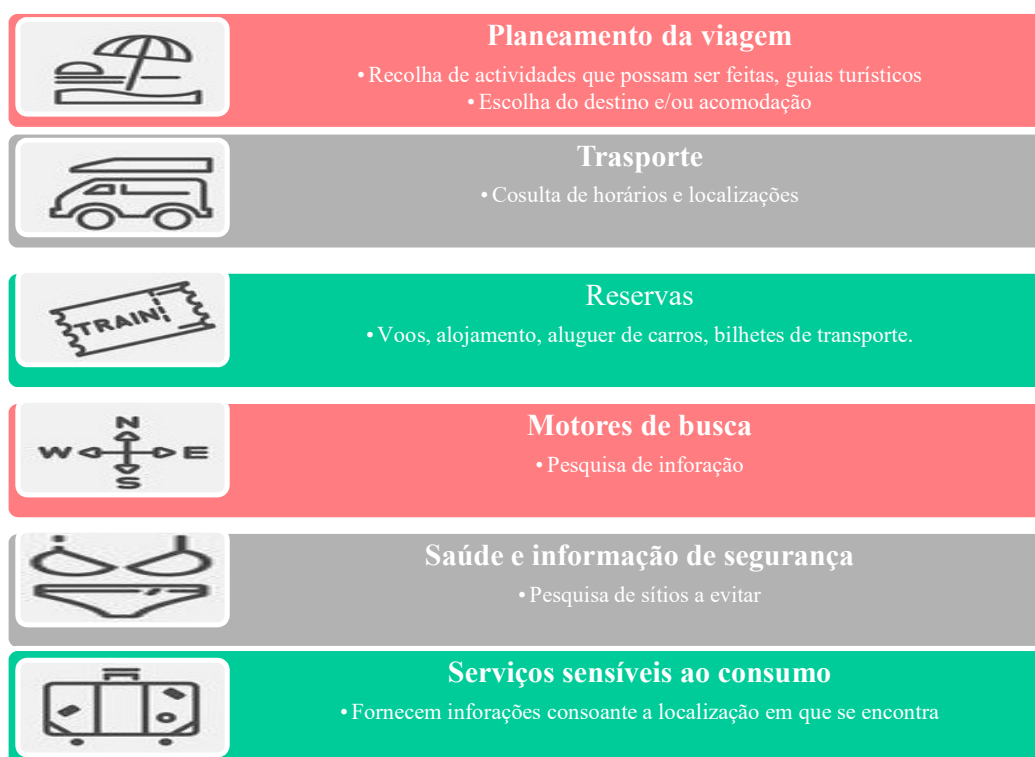 Planeamento da viagem
• Recolha de actividades que possam ser feitas, guias turísticos
• Escolha do destino e/ou acomodação
Trasporte
• Cosulta de horários e localizações
TRAIN!
Reservas
• Voos, alojamento, aluguer de carros, bilhetes de transporte.
N
W E
S
Motores de busca
• Pesquisa de inforação
Saúde e informação de segurança
• Pesquisa de sítios a evitar
Serviços sensíveis ao consumo
• Fornecem inforações consoante a localização em que se encontra